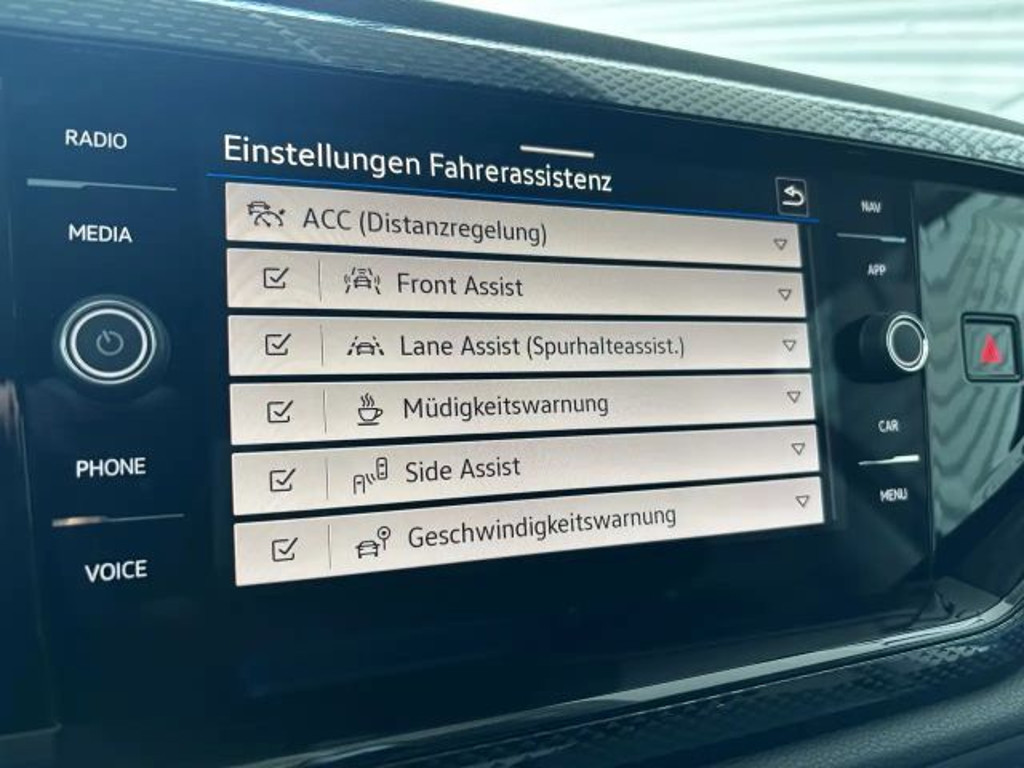 RADIO
MEDIA
PHONE
VOICE
Einstellungen Fahrerassistenz
ACC (Distanzregelung)
Front Assist
Lane Assist (Spurhalteassist.)
Müdigkeitswarnung
Side Assist
Geschwindigkeitswarnung
NAV
APP
CAR
MENU